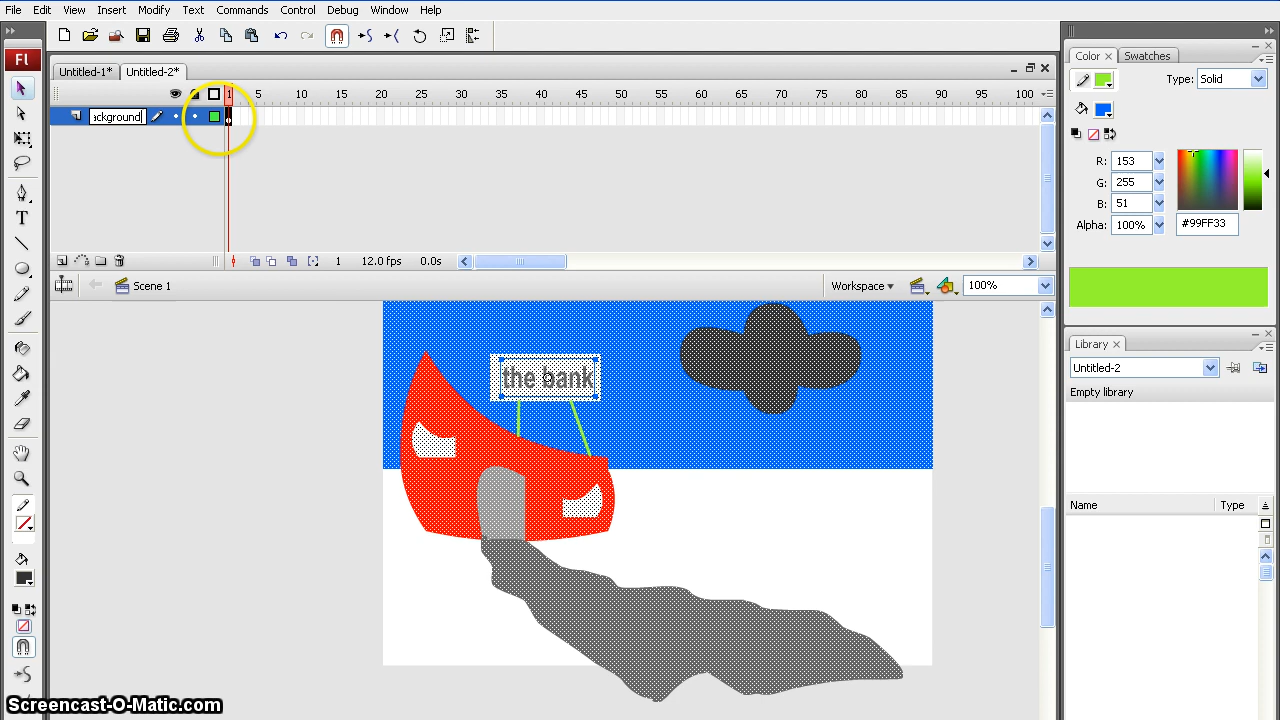 File Edit View Insert Modify Text Commands Control Debug Window Help
Fl
Untitled-1* Untitled-2*
1 5 10 15 20 25 30 35 40 45 50 55 60 65 70 75 80 85 90 95 100
ackground
1 12.0 fps 0.0s
Scene 1 Workspace 100%
the bank
Color Swatches
Type: Solid
R: 153
G: 255
B: 51
Alpha: 100% #99FF33
Library
Untitled-2
Empty library
Name Type
T
Screencast-O-Matic.com